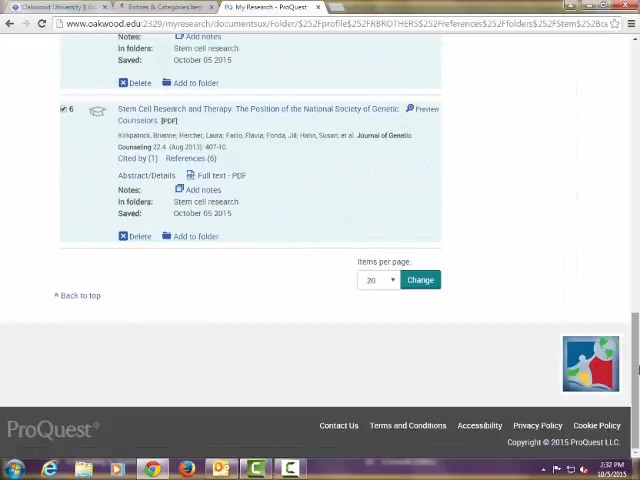 Oakwood University || Go
Entries & Categories bep
My Research - ProQuest
www.oakwood.edu:2329/myresearch/documentsux/Folder/$252Fprofile$252FRBROTHERS$252Freferences$252Ffolders$252FStem$252Bce
Notes: Add notes
In folders: Stem cell research
Saved: October 05 2015
Delete Add to folder
6 Stem Cell Research and Therapy: The Position of the National Society of Genetic Preview
Counselors [PDF]
Kirkpatrick, Brianne; Hercher, Laura; Facio, Flavia; Fonda, Jill; Hahn, Susan; et al. Journal of Genetic
Counseling 22.4 (Aug 2013): 407-10.
Cited by (1) References (6)
Abstract/Details Full text - PDF
Notes: Add notes
In folders: Stem cell research
Saved: October 05 2015
Delete Add to folder
Items per page:
20 Change
^ Back to top
ProQuest
Contact Us Terms and Conditions Accessibility Privacy Policy Cookie Policy
Copyright © 2015 ProQuest LLC.
2:32 PM
10/5/2015